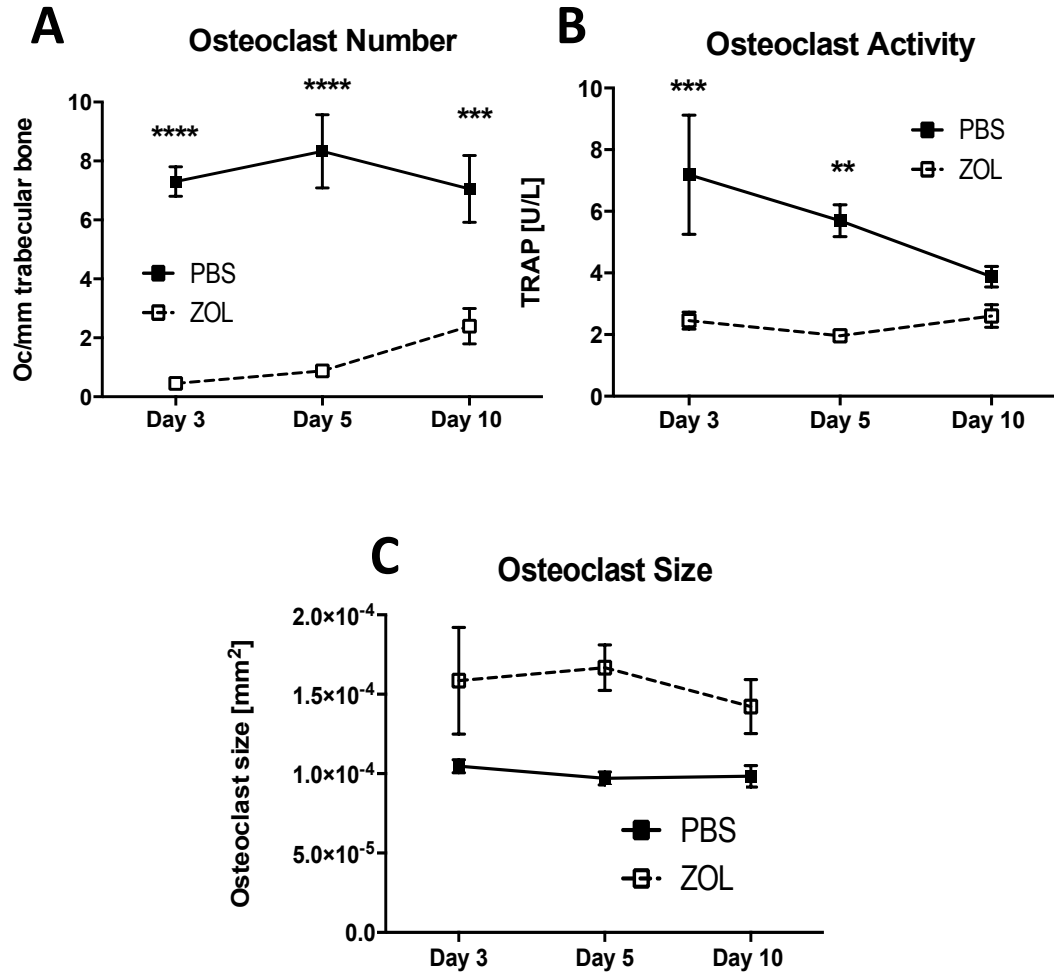 A
Osteoclast Number
Oc/mm trabecular bone
10
8
6
4
2
0
****
****
***
PBS
ZOL
Day 3
Day 5
Day 10
B
Osteoclast Activity
TRAP [U/L]
10
8
6
4
2
0
***
**
PBS
ZOL
Day 3
Day 5
Day 10
C
Osteoclast Size
Osteoclast size [mm²]
2.0×10⁻⁴
1.5×10⁻⁴
1.0×10⁻⁴
5.0×10⁻⁵
0.0
PBS
ZOL
Day 3
Day 5
Day 10